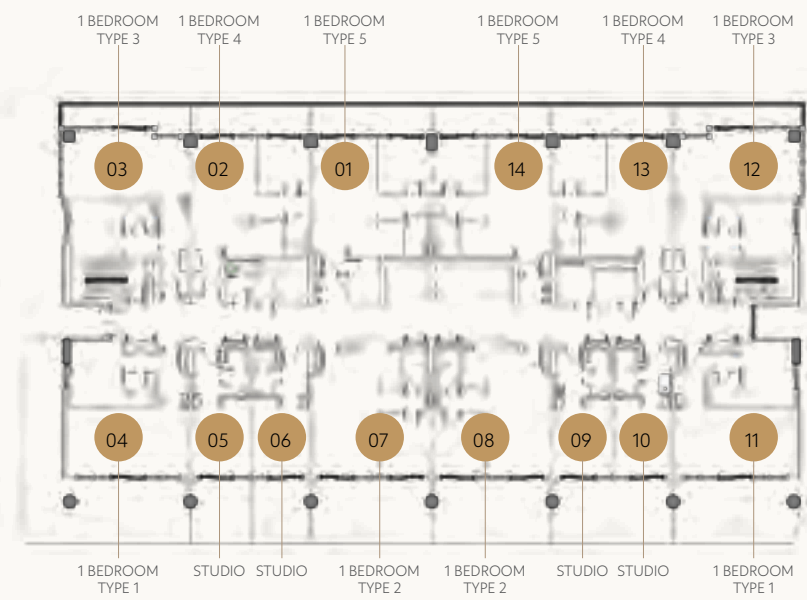 1 BEDROOM 1 BEDROOM 1 BEDROOM 1 BEDROOM 1 BEDROOM 1 BEDROOM
TYPE 3 TYPE 4 TYPE 5 TYPE 5 TYPE 4 TYPE 3
03 02 01 14 13 12
04 05 06 07 08 09 10 11
1 BEDROOM STUDIO STUDIO 1 BEDROOM 1 BEDROOM STUDIO STUDIO 1 BEDROOM
TYPE 1 TYPE 2 TYPE 2 TYPE 1